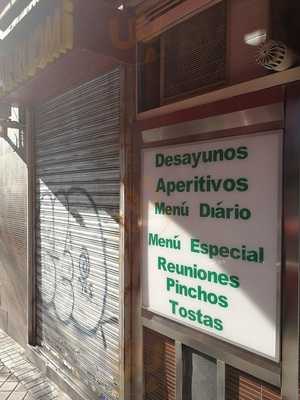 Desayunos
Aperitivos
Menú Diário
Menú Especial
Reuniones
Pinchos
Tostas